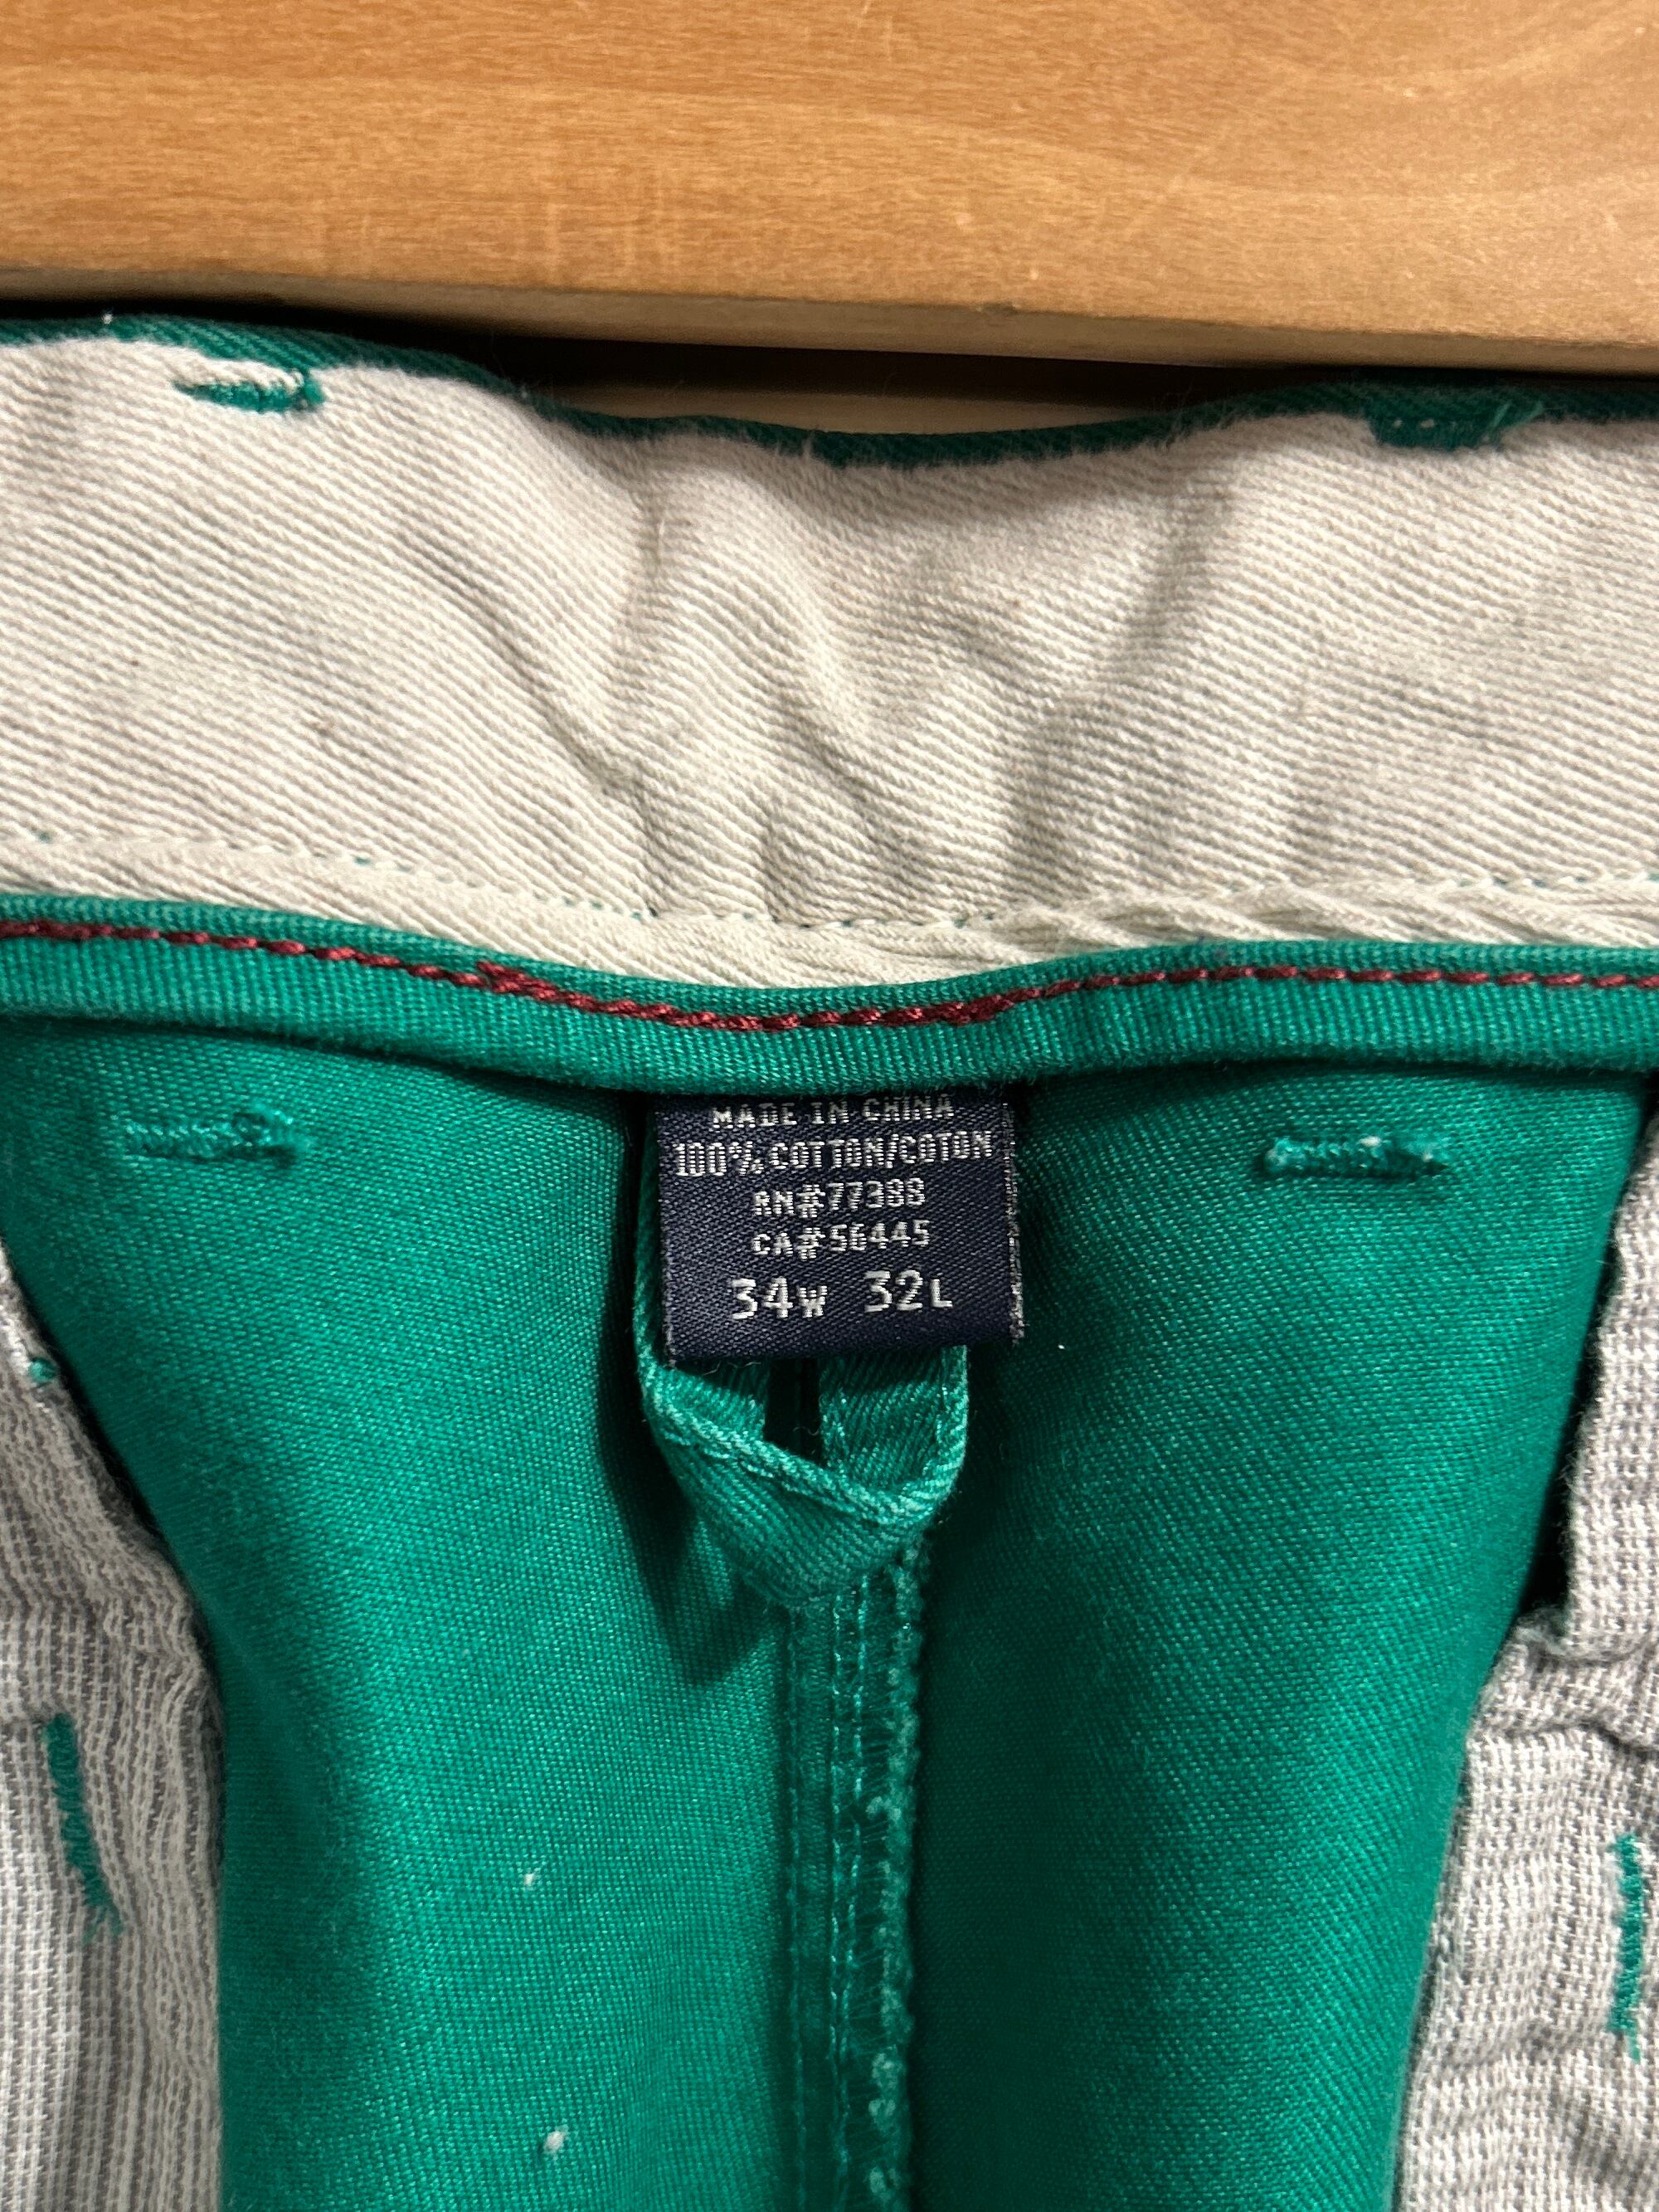 MADE IN CHINA
100% COTTON/COTON
RN#77388
CA#56445
34W 32L